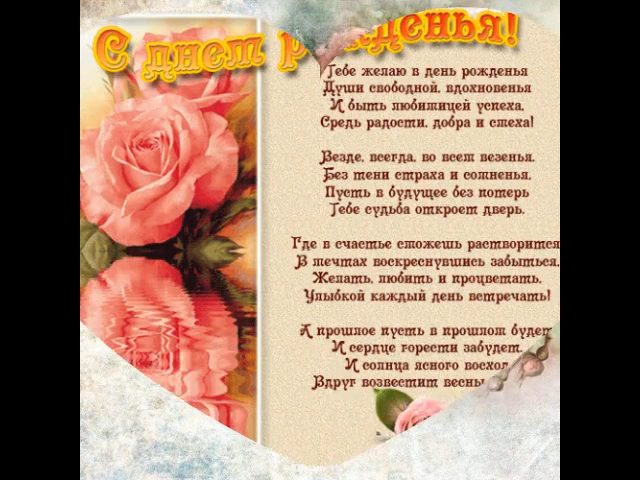 С днем рожденья!
Тебе желаю в день рожденья
Души свободной, вдохновенья
И быть любимицей успеха,
Средь радости, добра и смеха!
Везде, всегда, во всем везенья,
Без тени страха и сомненья.
Пусть в будущее без потерь
Тебе судьба откроет дверь.
Где в счастье сможешь растворится
В мечтах воскреснувшись забыться,
Желать, любить и процветать,
Улыбкой каждый день встречать!
А прошлое пусть в прошлом будет
И сердце горести забудет.
И солнца ясного восход
Вдруг возвестит весны